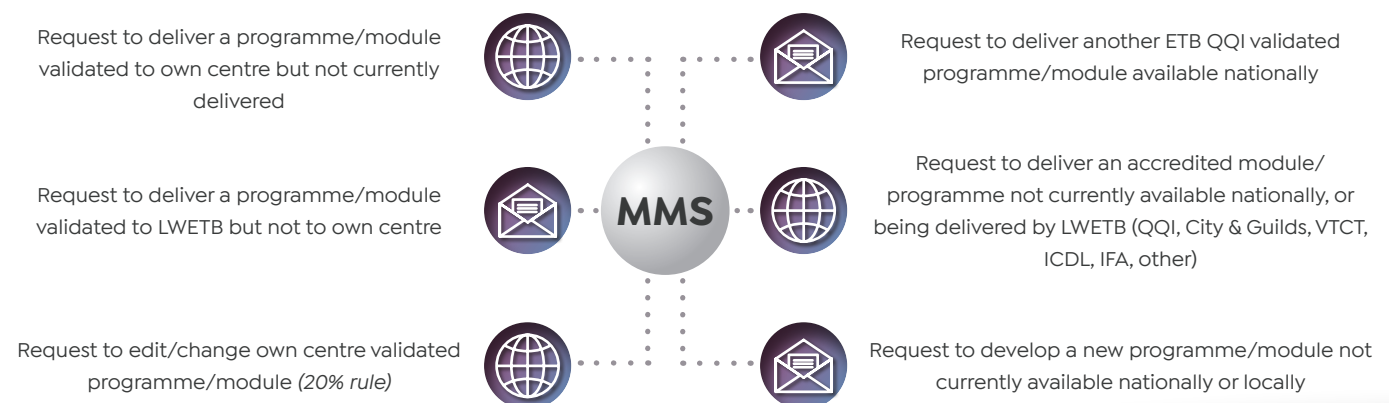 Request to deliver a programme/module
validated to own centre but not currently
delivered
Request to deliver another ETB QQI validated
programme/module available nationally
Request to deliver a programme/module
validated to LWETB but not to own centre
MMS
Request to deliver an accredited module/
programme not currently available nationally, or
being delivered by LWETB (QQI, City & Guilds, VTCT,
ICDL, IFA, other)
Request to edit/change own centre validated
programme/module (20% rule)
Request to develop a new programme/module not
currently available nationally or locally